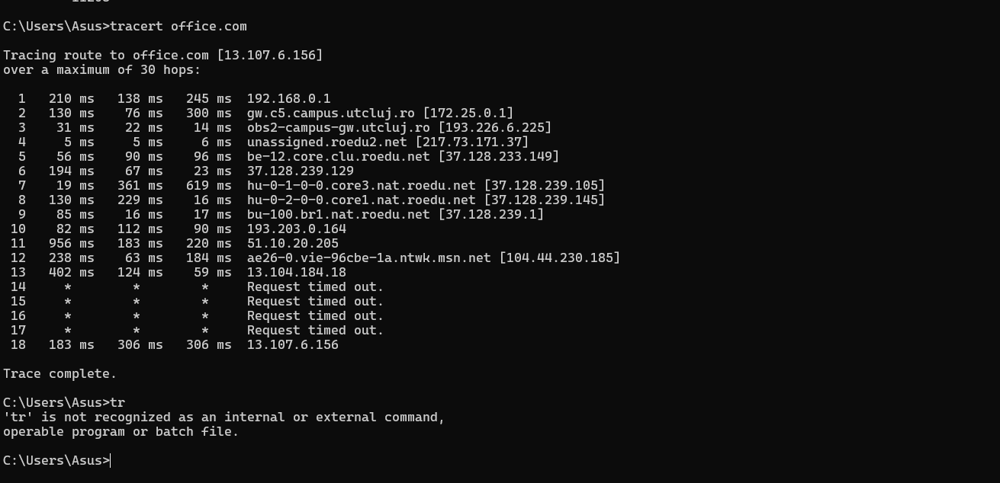 C:\Users\Asus>tracert office.com
Tracing route to office.com [13.107.6.156]
over a maximum of 30 hops:
1 210 ms 138 ms 245 ms 192.168.0.1
2 130 ms 76 ms 300 ms gw.c5.campus.utcluj.ro [172.25.0.1]
3 31 ms 22 ms 14 ms obs2-campus-gw.utcluj.ro [193.226.6.225]
4 5 ms 5 ms 6 ms unassigned.roedu2.net [217.73.171.37]
5 56 ms 90 ms 96 ms be-12.core.clu.roedu.net [37.128.233.149]
6 194 ms 67 ms 23 ms 37.128.239.129
7 19 ms 361 ms 619 ms hu-0-1-0-0.core3.nat.roedu.net [37.128.239.105]
8 130 ms 229 ms 16 ms hu-0-2-0-0.core1.nat.roedu.net [37.128.239.145]
9 85 ms 16 ms 17 ms bu-100.br1.nat.roedu.net [37.128.239.1]
10 82 ms 112 ms 90 ms 193.203.0.164
11 956 ms 183 ms 220 ms 51.10.20.205
12 238 ms 63 ms 184 ms ae26-0.vie-96cbe-1a.ntwk.msn.net [104.44.230.185]
13 402 ms 124 ms 59 ms 13.104.184.18
14 * * * Request timed out.
15 * * * Request timed out.
16 * * * Request timed out.
17 * * * Request timed out.
18 183 ms 306 ms 306 ms 13.107.6.156
Trace complete.
C:\Users\Asus>tr
'tr' is not recognized as an internal or external command,
operable program or batch file.
C:\Users\Asus>